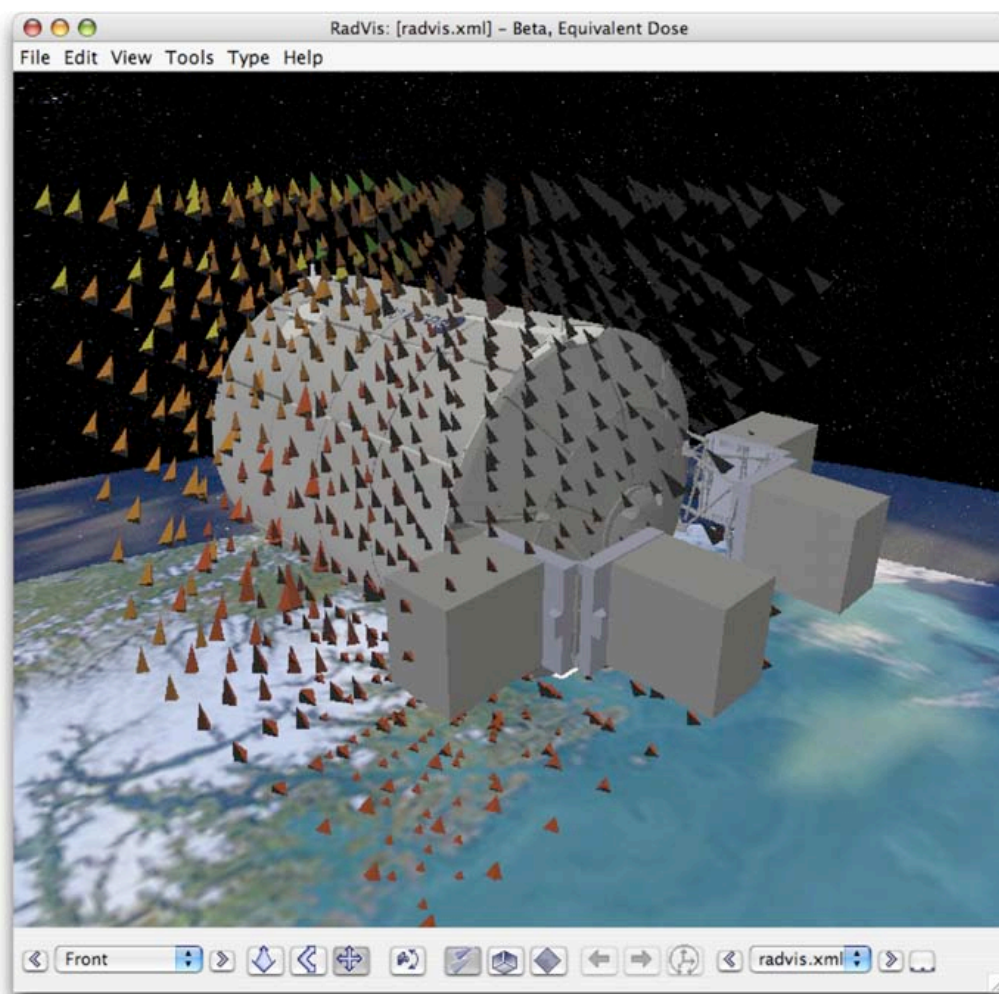 RadVis: [radvis.xml] – Beta, Equivalent Dose
File Edit View Tools Type Help
Front
radvis.xml